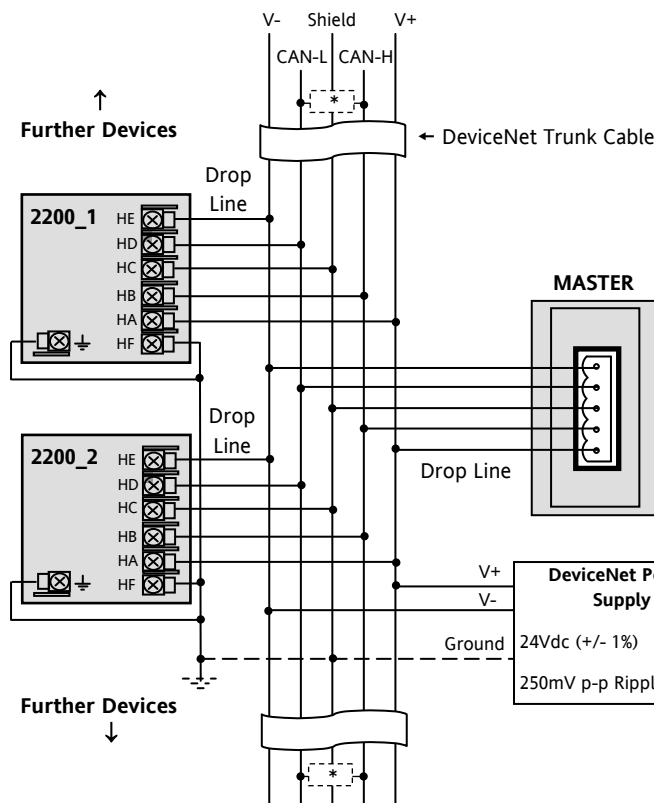 V- Shield V+
CAN-L CAN-H
*
↑
Further Devices
← DeviceNet Trunk Cable
Drop
Line
2200_1
HE
HD
HC
HB
HA
HF
MASTER
Drop
Line
2200_2
HE
HD
HC
HB
HA
HF
Drop Line
V+
V-
Ground
DeviceNet
Supply
24Vdc (+/- 1%)
250mV p-p
Further Devices
↓
*